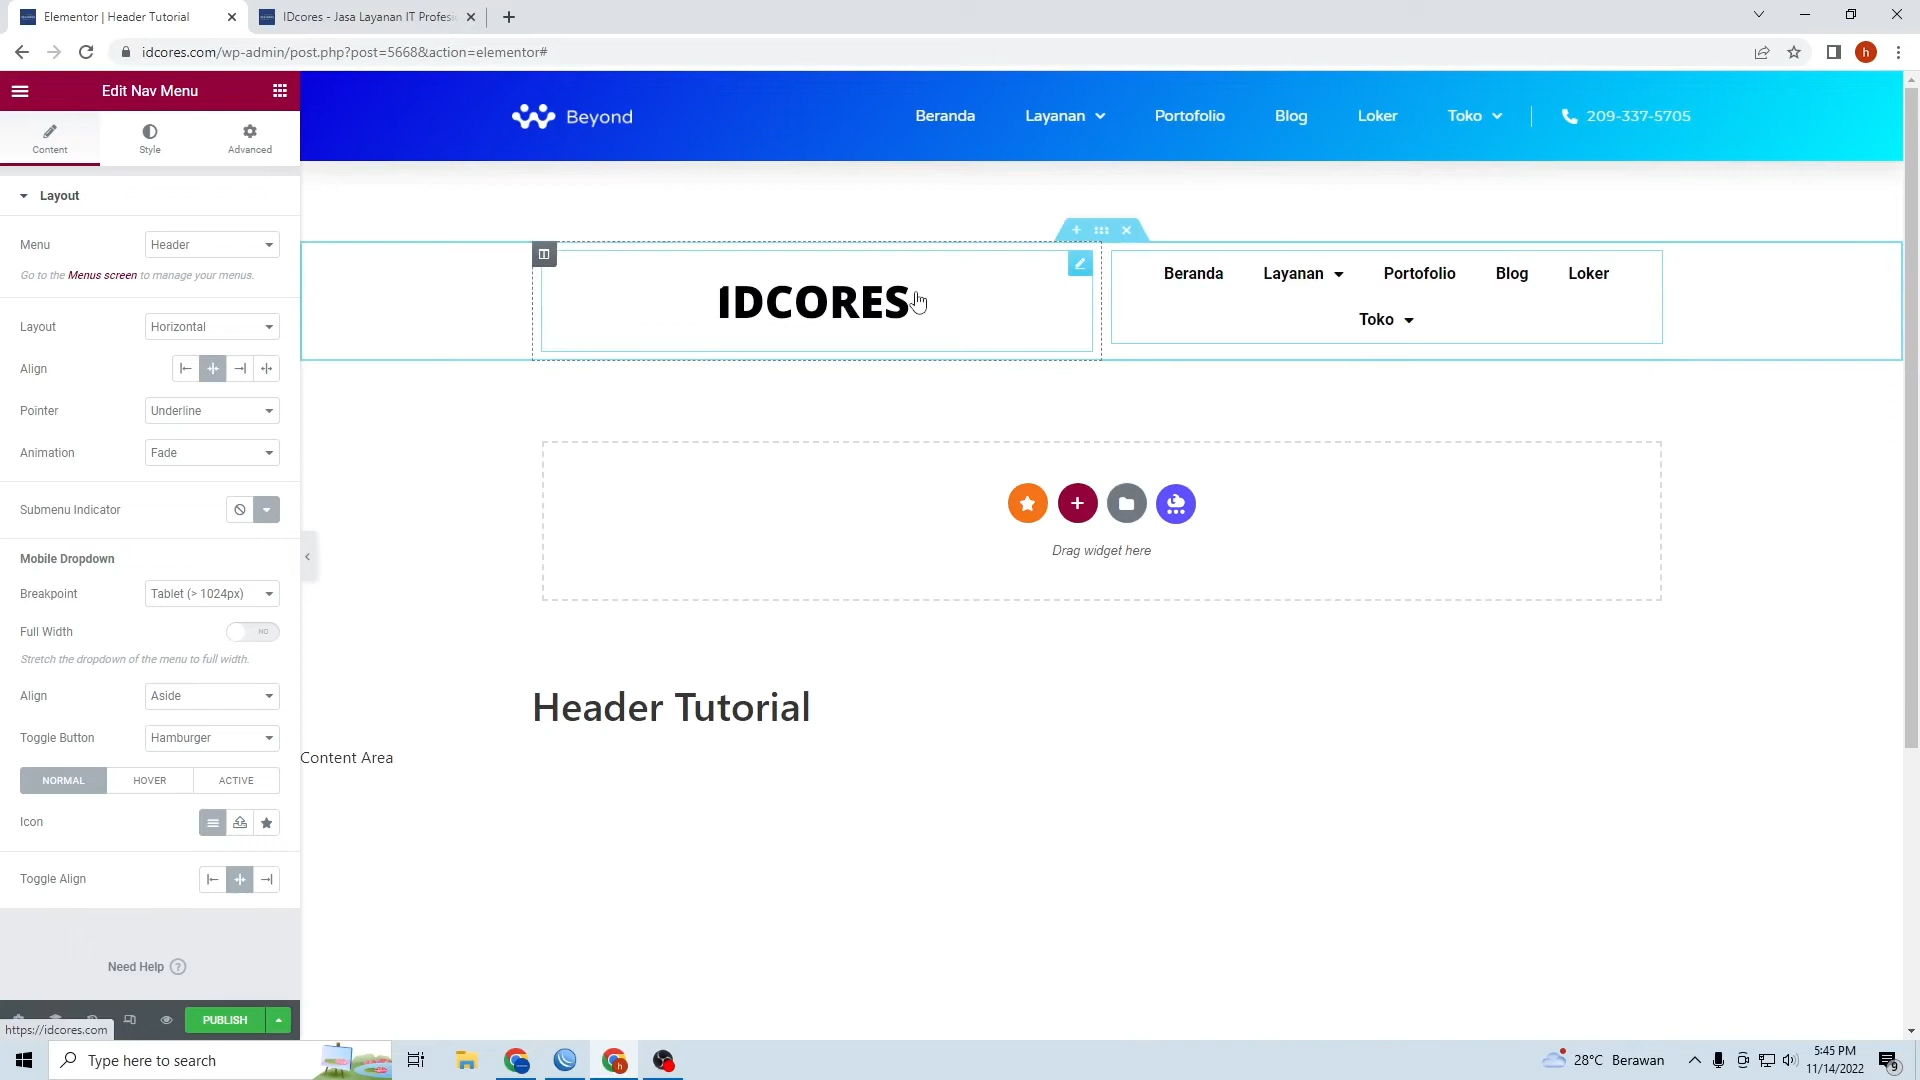 Elementor | Header Tutorial
IDcores - Jasa Layanan IT Profesi
idcores.com/wp-admin/post.php?post=5668&action=elementor#
h
Edit Nav Menu
Content
Style
Advanced
Layout
Menu
Header
Go to the Menus screen to manage your menus.
Layout
Horizontal
Align
Pointer
Underline
Animation
Fade
Submenu Indicator
Mobile Dropdown
Breakpoint
Tablet (> 1024px)
Full Width
NO
Stretch the dropdown of the menu to full width.
Align
Aside
Toggle Button
Hamburger
NORMAL
HOVER
ACTIVE
Icon
Toggle Align
Need Help ?
PUBLISH
https://idcores.com
Beyond
Beranda
Layanan
Portofolio
Blog
Loker
Toko
209-337-5705
IDCORES
Beranda
Layanan
Portofolio
Blog
Loker
Toko
Drag widget here
Header Tutorial
Content Area
Type here to search
h
28°C Berawan
5:45 PM
11/14/2022
9